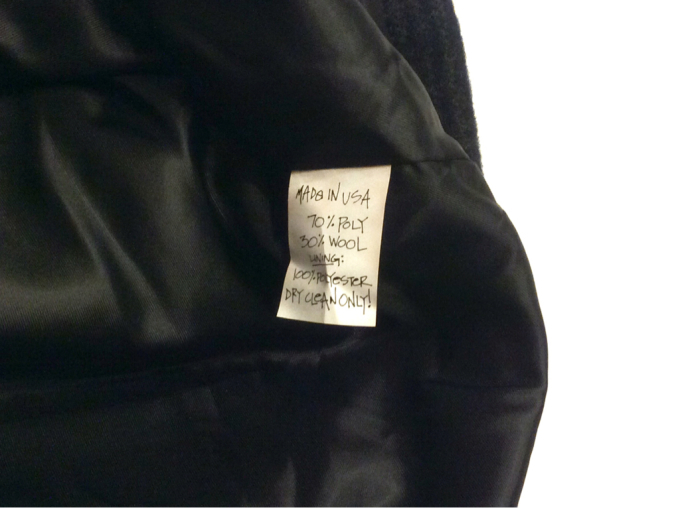 MADE IN USA
70% POLY
30% WOOL
LINING:
100% POLYESTER
DRY CLEAN ONLY!